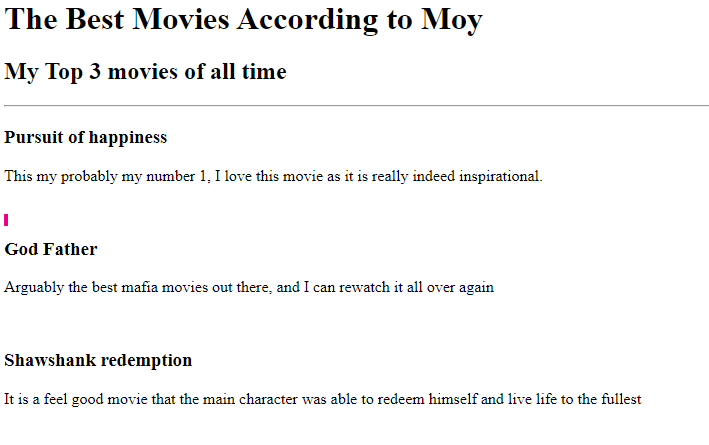 The Best Movies According to Moy
My Top 3 movies of all time
Pursuit of happiness
This my probably my number 1, I love this movie as it is really indeed inspirational.
God Father
Arguably the best mafia movies out there, and I can rewatch it all over again
Shawshank redemption
It is a feel good movie that the main character was able to redeem himself and live life to the fullest